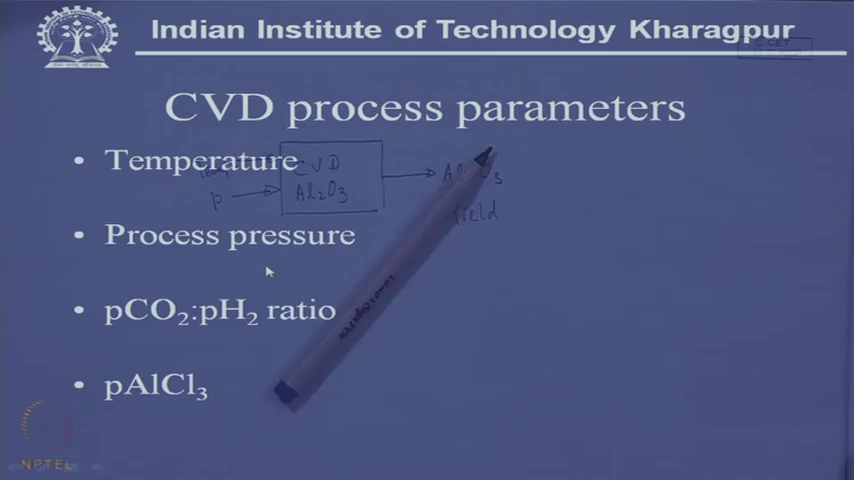 Indian Institute of Technology Kharagpur
CVD process parameters
• Temperature
CVD
Al₂O₃
P
• Process pressure
• pCO₂:pH₂ ratio
• pAlCl₃
NPTEL